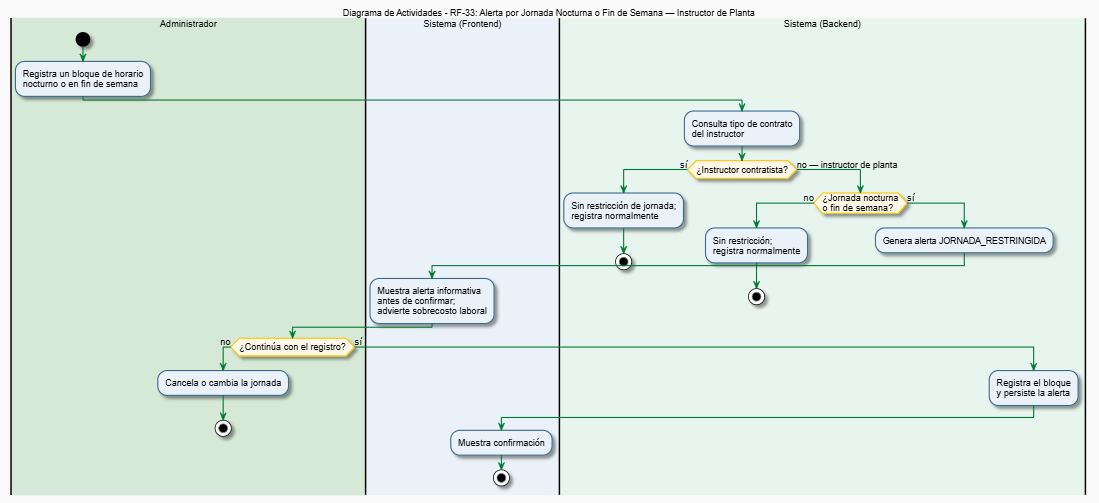 Diagrama de Actividades - RF-33: Alerta por Jornada Nocturna o Fin de Semana — Instructor de Planta
Administrador
Sistema (Frontend)
Sistema (Backend)
Registra un bloque de horario
nocturno o en fin de semana
Consulta tipo de contrato
del instructor
sí
¿Instructor contratista?
no — instructor de planta
Sin restricción de jornada;
registra normalmente
no
¿Jornada nocturna
o fin de semana?
sí
Sin restricción;
registra normalmente
Genera alerta JORNADA_RESTRINGIDA
Muestra alerta informativa
antes de confirmar;
advierte sobrecosto laboral
no
¿Continúa con el registro?
sí
Cancela o cambia la jornada
Registra el bloque
y persiste la alerta
Muestra confirmación